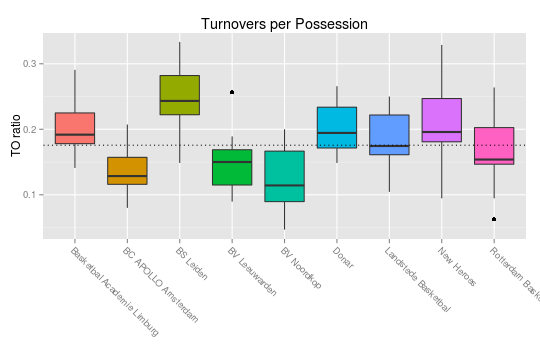 Turnovers per Possession
TO ratio
0.3
0.2
0.1
Basketbal Academie Limburg
BC APOLLO Amsterdam
BS Leiden
BV Leeuwarden
BV Noordkop
Donar
Landstede Basketbal
New Heroes
Rotterdam